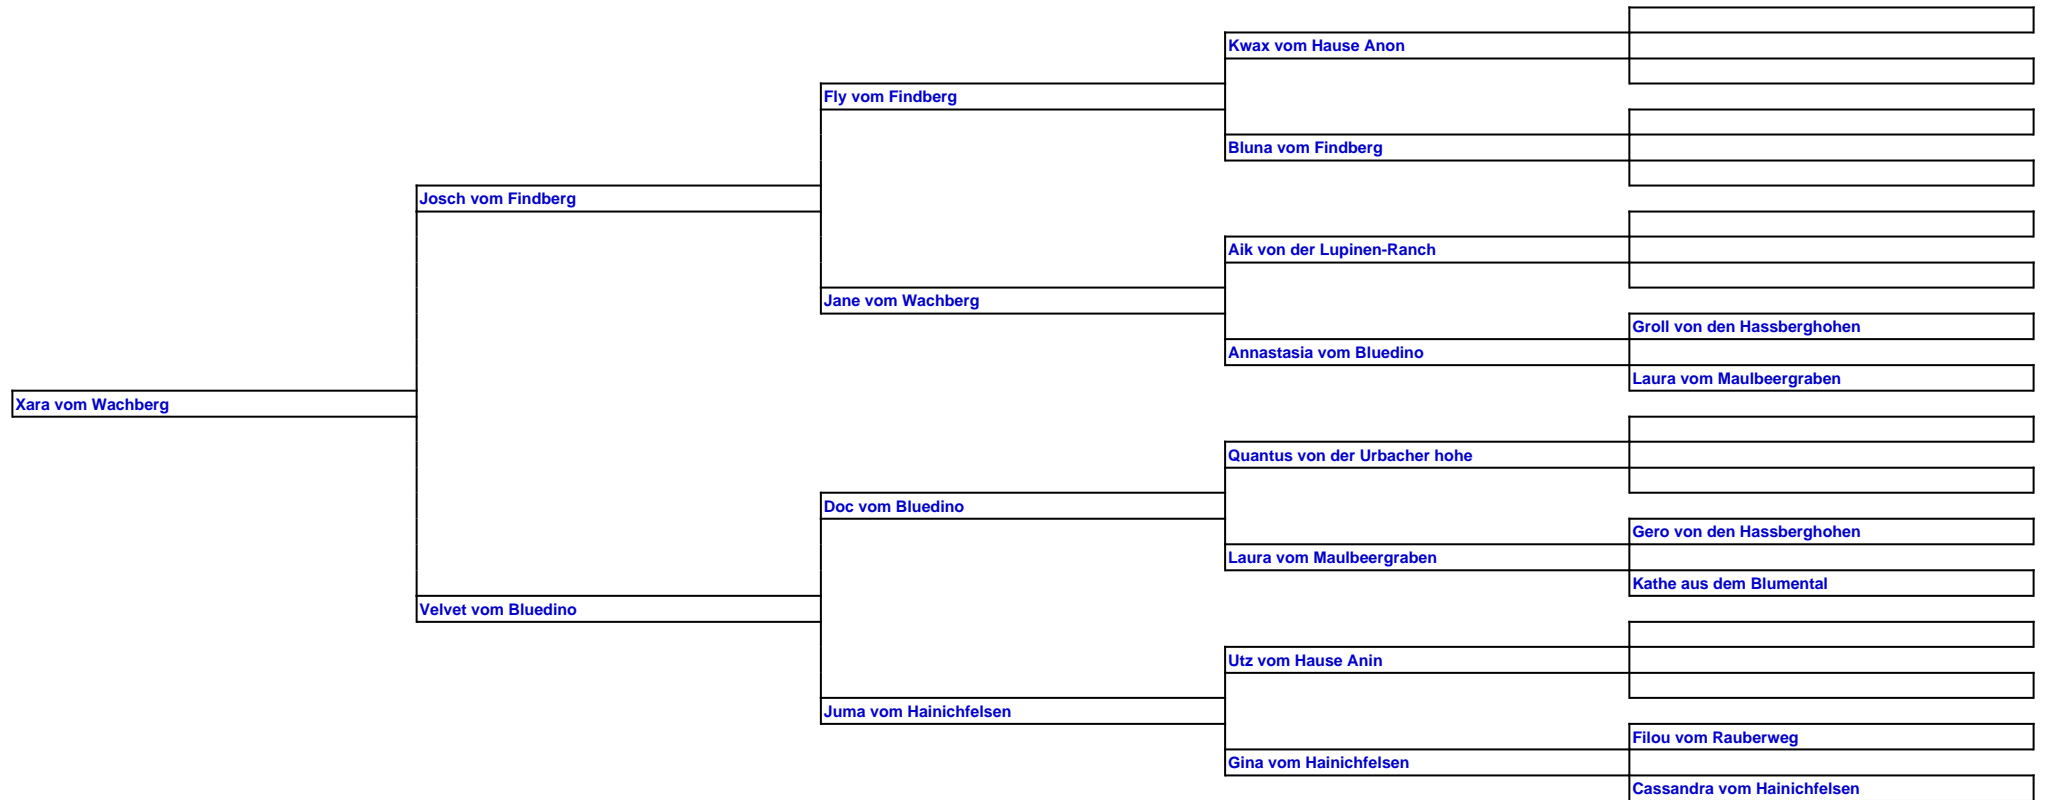 Kwax vom Hause Anon
Fly vom Findberg
Bluna vom Findberg
Josch vom Findberg
Aik von der Lupinen-Ranch
Jane vom Wachberg
Groll von den Hassberghohen
Annastasia vom Bluedino
Laura vom Maulbeergraben
Xara vom Wachberg
Quantus von der Urbacher hohe
Doc vom Bluedino
Gero von den Hassberghohen
Laura vom Maulbeergraben
Kathe aus dem Blumental
Velvet vom Bluedino
Utz vom Hause Anin
Juma vom Hainichfelsen
Filou vom Rauberweg
Gina vom Hainichfelsen
Cassandra vom Hainichfelsen